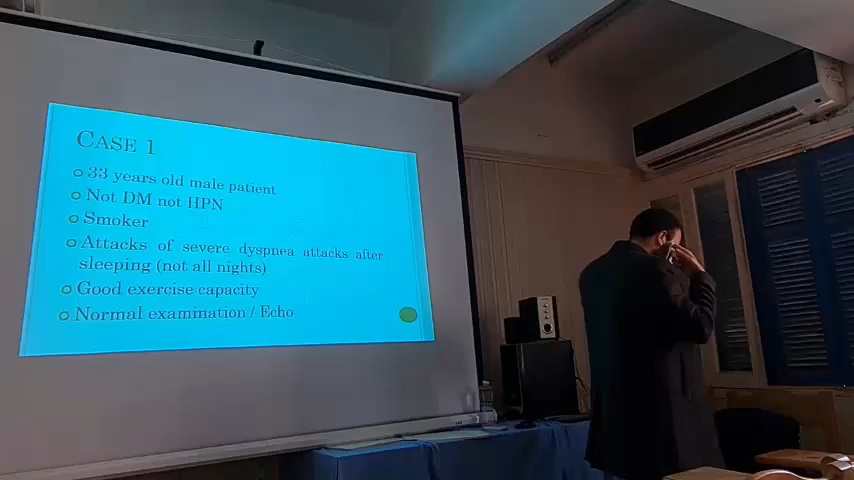 CASE 1
33 years old male patient
Not DM not HPN
Smoker
Attacks of severe dyspnea attacks after
sleeping (not all nights)
Good exercise capacity
Normal examination / Echo